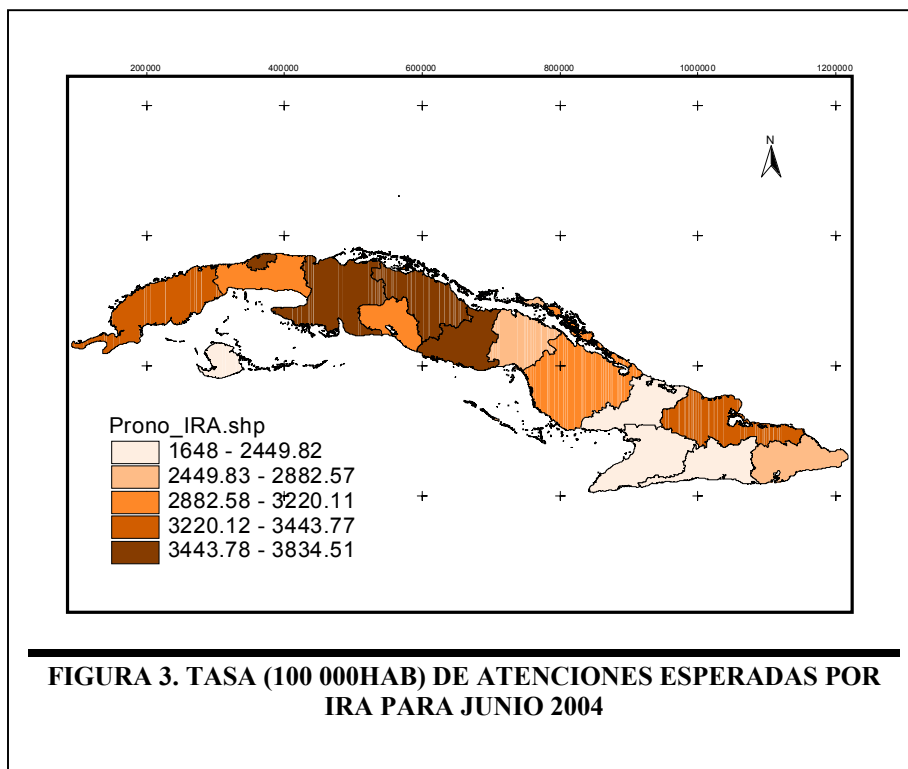 200000 400000 600000 800000 1000000 1200000
N
Prono_IRA.shp
1648 - 2449.82
2449.83 - 2882.57
2882.58 - 3220.11
3220.12 - 3443.77
3443.78 - 3834.51
FIGURA 3. TASA (100 000HAB) DE ATENCIONES ESPERADAS POR
IRA PARA JUNIO 2004